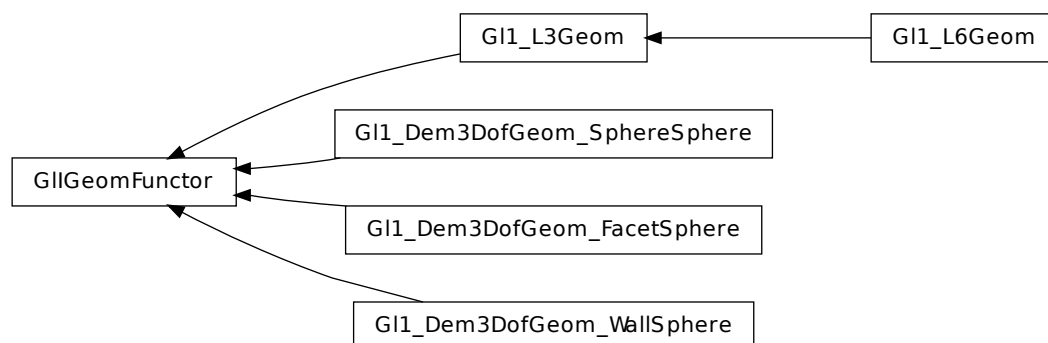 Gl1_L3Geom
Gl1_L6Geom
Gl1_Dem3DofGeom_SphereSphere
GlIGeomFunctor
Gl1_Dem3DofGeom_FacetSphere
Gl1_Dem3DofGeom_WallSphere